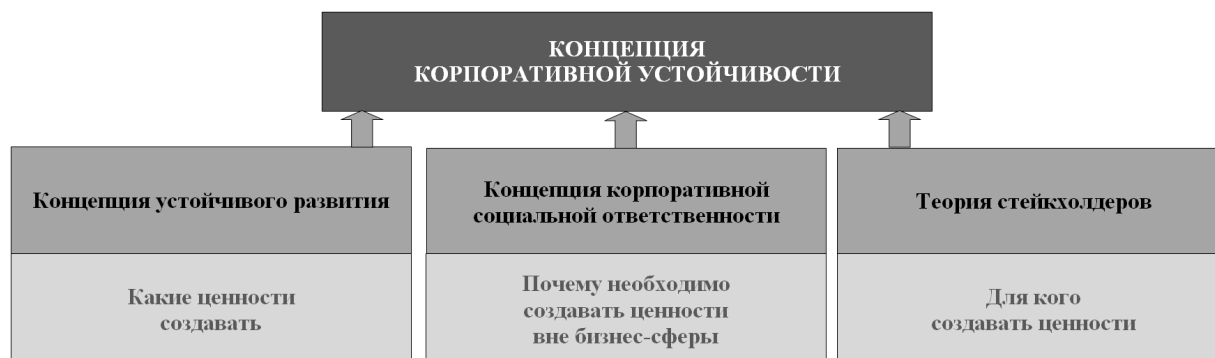 КОНЦЕПЦИЯ
КОРПОРАТИВНОЙ УСТОЙЧИВОСТИ
Концепция устойчивого развития
Какие ценности
создавать
Концепция корпоративной
социальной ответственности
Почему необходимо
создавать ценности
вне бизнес-сферы
Теория стейкхолдеров
Для кого
создавать ценности